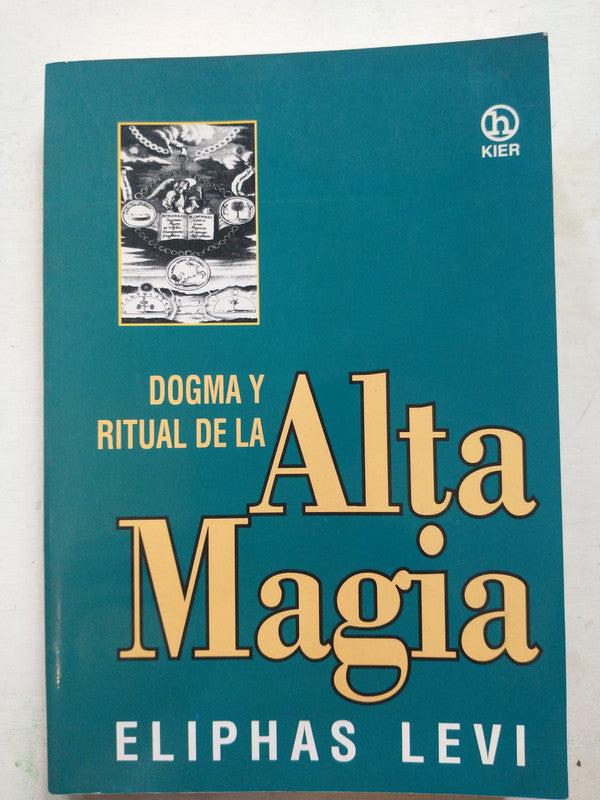 KIER
DOGMA Y
RITUAL DE LA
Alta
Magia
ELIPHAS LEVI